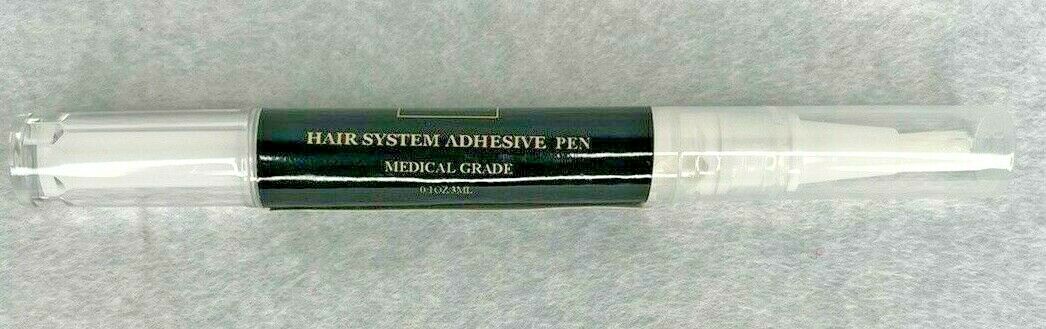 HAIR SYSTEM ADHESIVE PEN
MEDICAL GRADE
0.1OZ/3ML